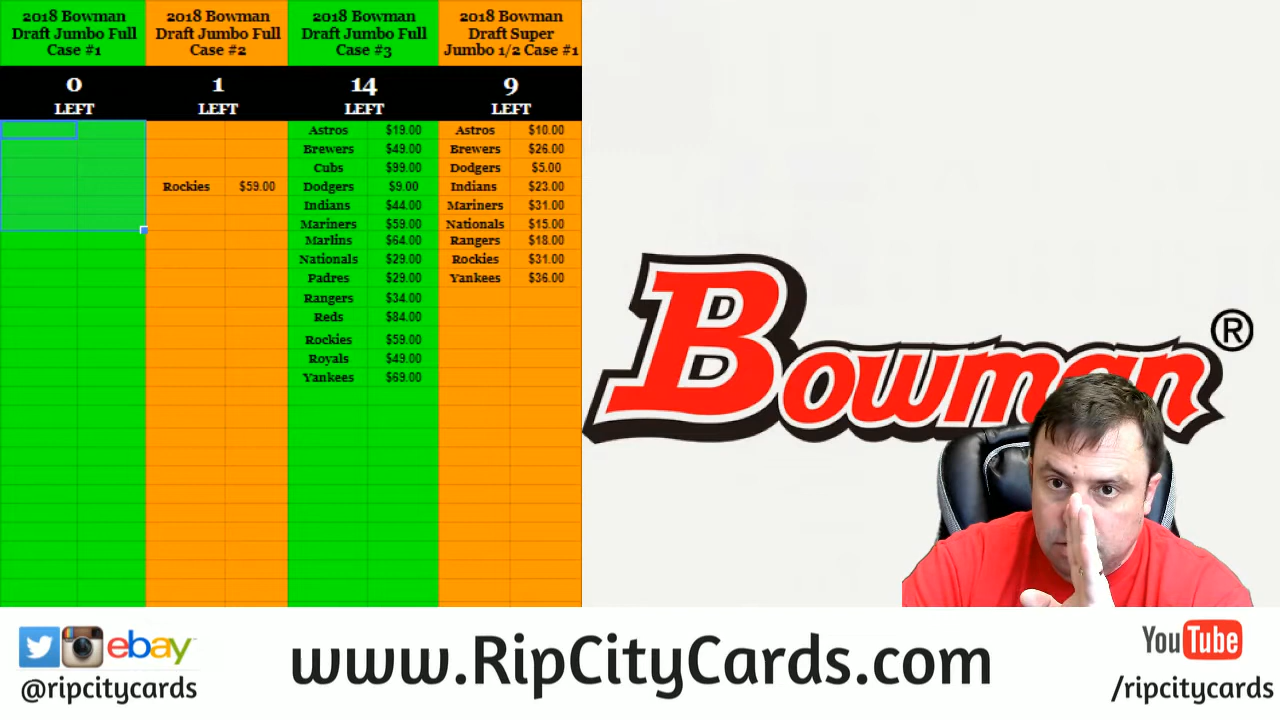 2018 Bowman
Draft Jumbo Full
Case #1
0
LEFT
2018 Bowman
Draft Jumbo Full
Case #2
1
LEFT
Rockies $59.00
2018 Bowman
Draft Jumbo Full
Case #3
14
LEFT
Astros $19.00
Brewers $49.00
Cubs $99.00
Dodgers $9.00
Indians $44.00
Mariners $59.00
Marlins $64.00
Nationals $29.00
Padres $29.00
Rangers $34.00
Reds $84.00
Rockies $59.00
Royals $49.00
Yankees $69.00
2018 Bowman
Draft Super
Jumbo 1/2 Case #1
9
LEFT
Astros $10.00
Brewers $26.00
Dodgers $5.00
Indians $23.00
Mariners $31.00
Nationals $15.00
Rangers $18.00
Rockies $31.00
Yankees $36.00
Bowman ®
ebay
@ripcitycards
www.RipCityCards.com
YouTube
/ripcitycards